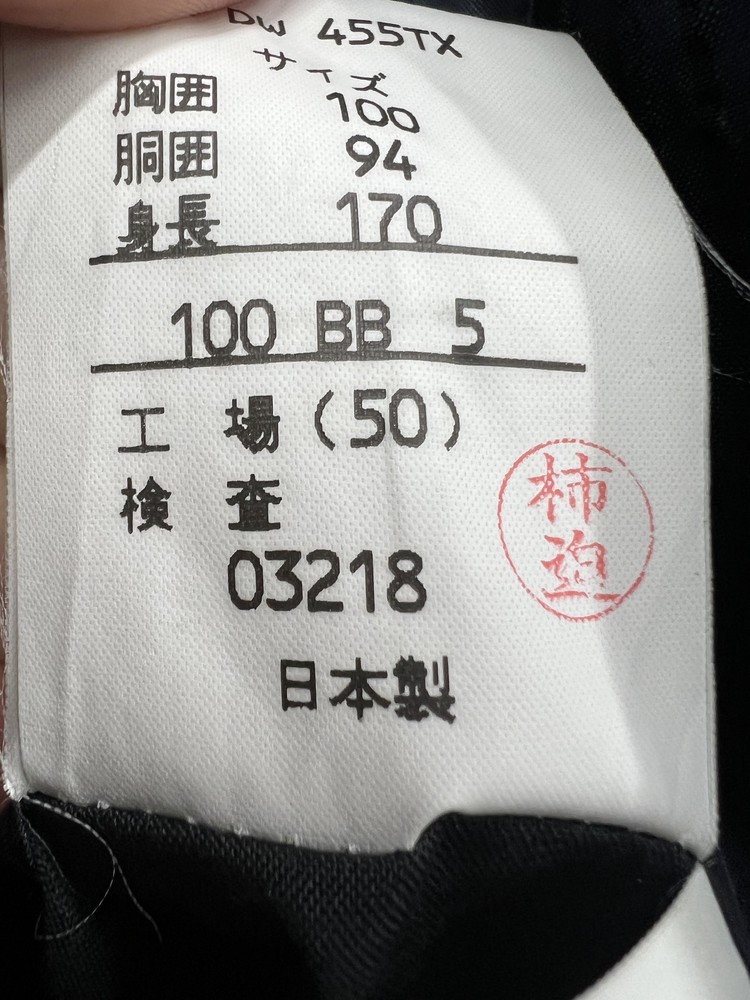 DW 455TX
サイズ
胸囲 100
胴囲 94
身長 170
100 BB 5
工場(50)
検査
03218
日本製
柿迫